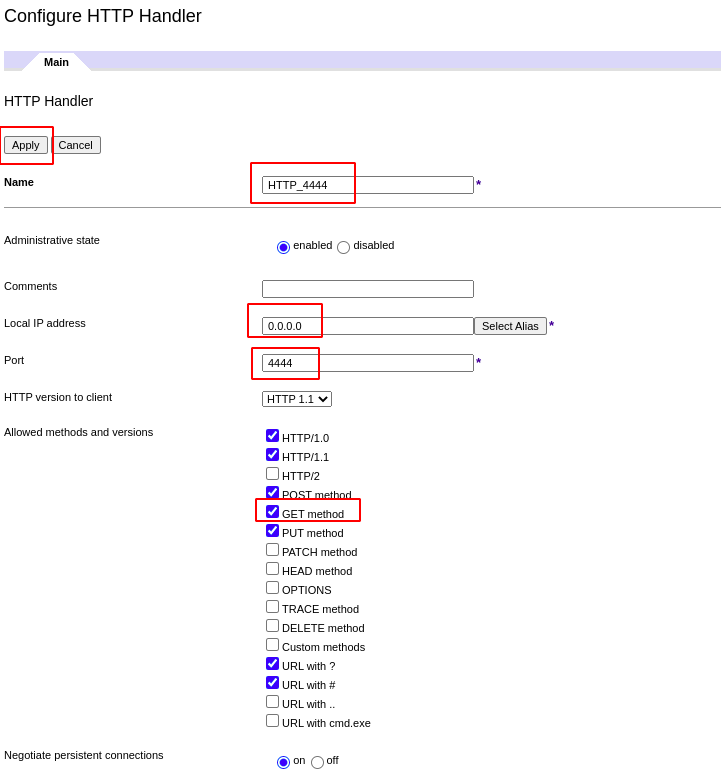 Configure HTTP Handler
Main
HTTP Handler
Apply Cancel
Name HTTP_4444 *
Administrative state enabled disabled
Comments
Local IP address 0.0.0.0 Select Alias *
Port 4444 *
HTTP version to client HTTP 1.1
Allowed methods and versions HTTP/1.0
HTTP/1.1
HTTP/2
POST method
GET method
PUT method
PATCH method
HEAD method
OPTIONS
TRACE method
DELETE method
Custom methods
URL with ?
URL with #
URL with ..
URL with cmd.exe
Negotiate persistent connections on off